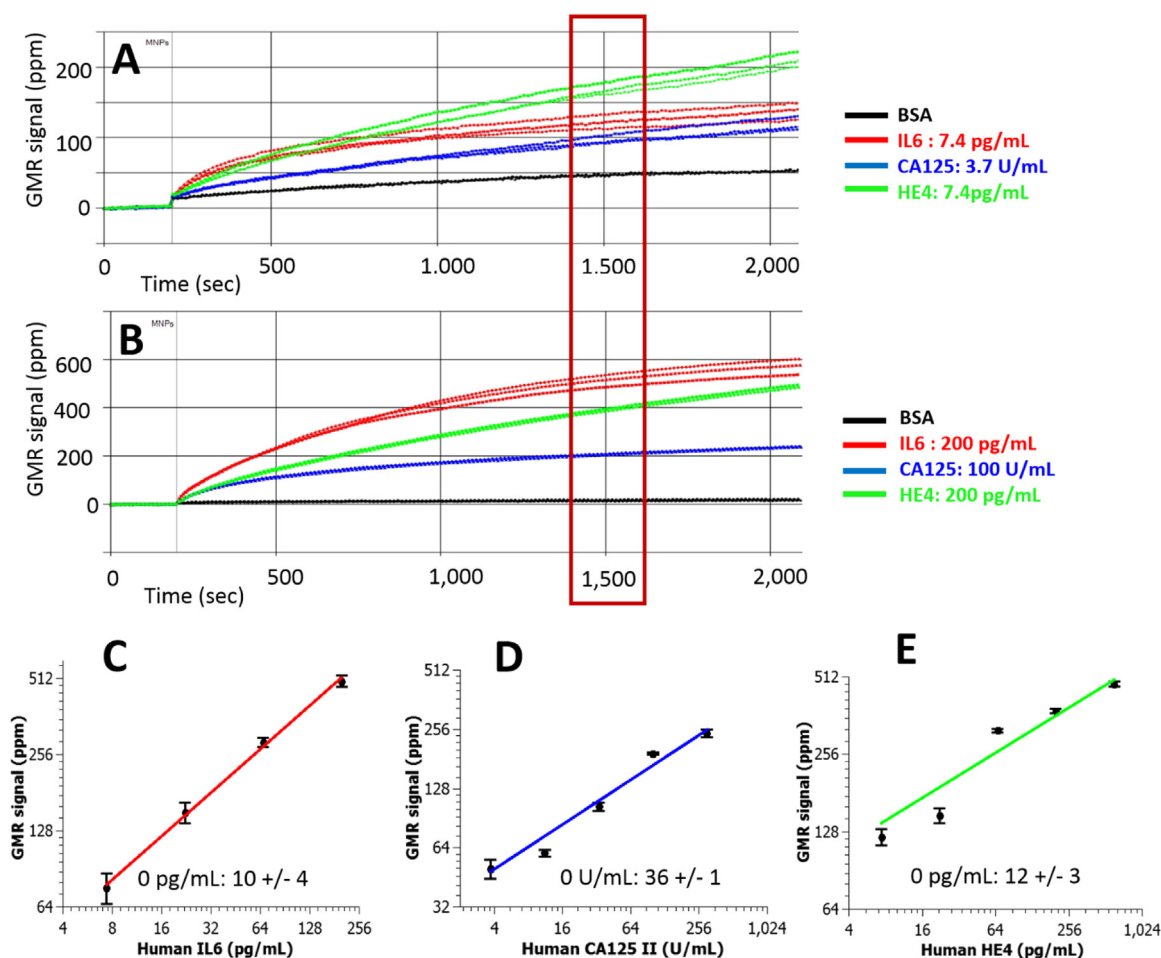 A
MNPs
GMR signal (ppm)
200
100
0
0
500
1.000
1.500
2,000
Time (sec)
BSA
IL6 : 7.4 pg/mL
CA125: 3.7 U/mL
HE4: 7.4pg/mL
B
MNPs
GMR signal (ppm)
600
400
200
0
0
500
1,000
1,500
2,000
Time (sec)
BSA
IL6 : 200 pg/mL
CA125: 100 U/mL
HE4: 200 pg/mL
C
GMR signal (ppm)
512
256
128
64
0 pg/mL: 10 +/- 4
4 8 16 32 64 128 256
Human IL6 (pg/mL)
D
GMR signal (ppm)
512
256
128
64
32
0 U/mL: 36 +/- 1
4 16 64 256 1,024
Human CA125 II (U/mL)
E
GMR signal (ppm)
512
256
128
64
0 pg/mL: 12 +/- 3
4 16 64 256 1,024
Human HE4 (pg/mL)